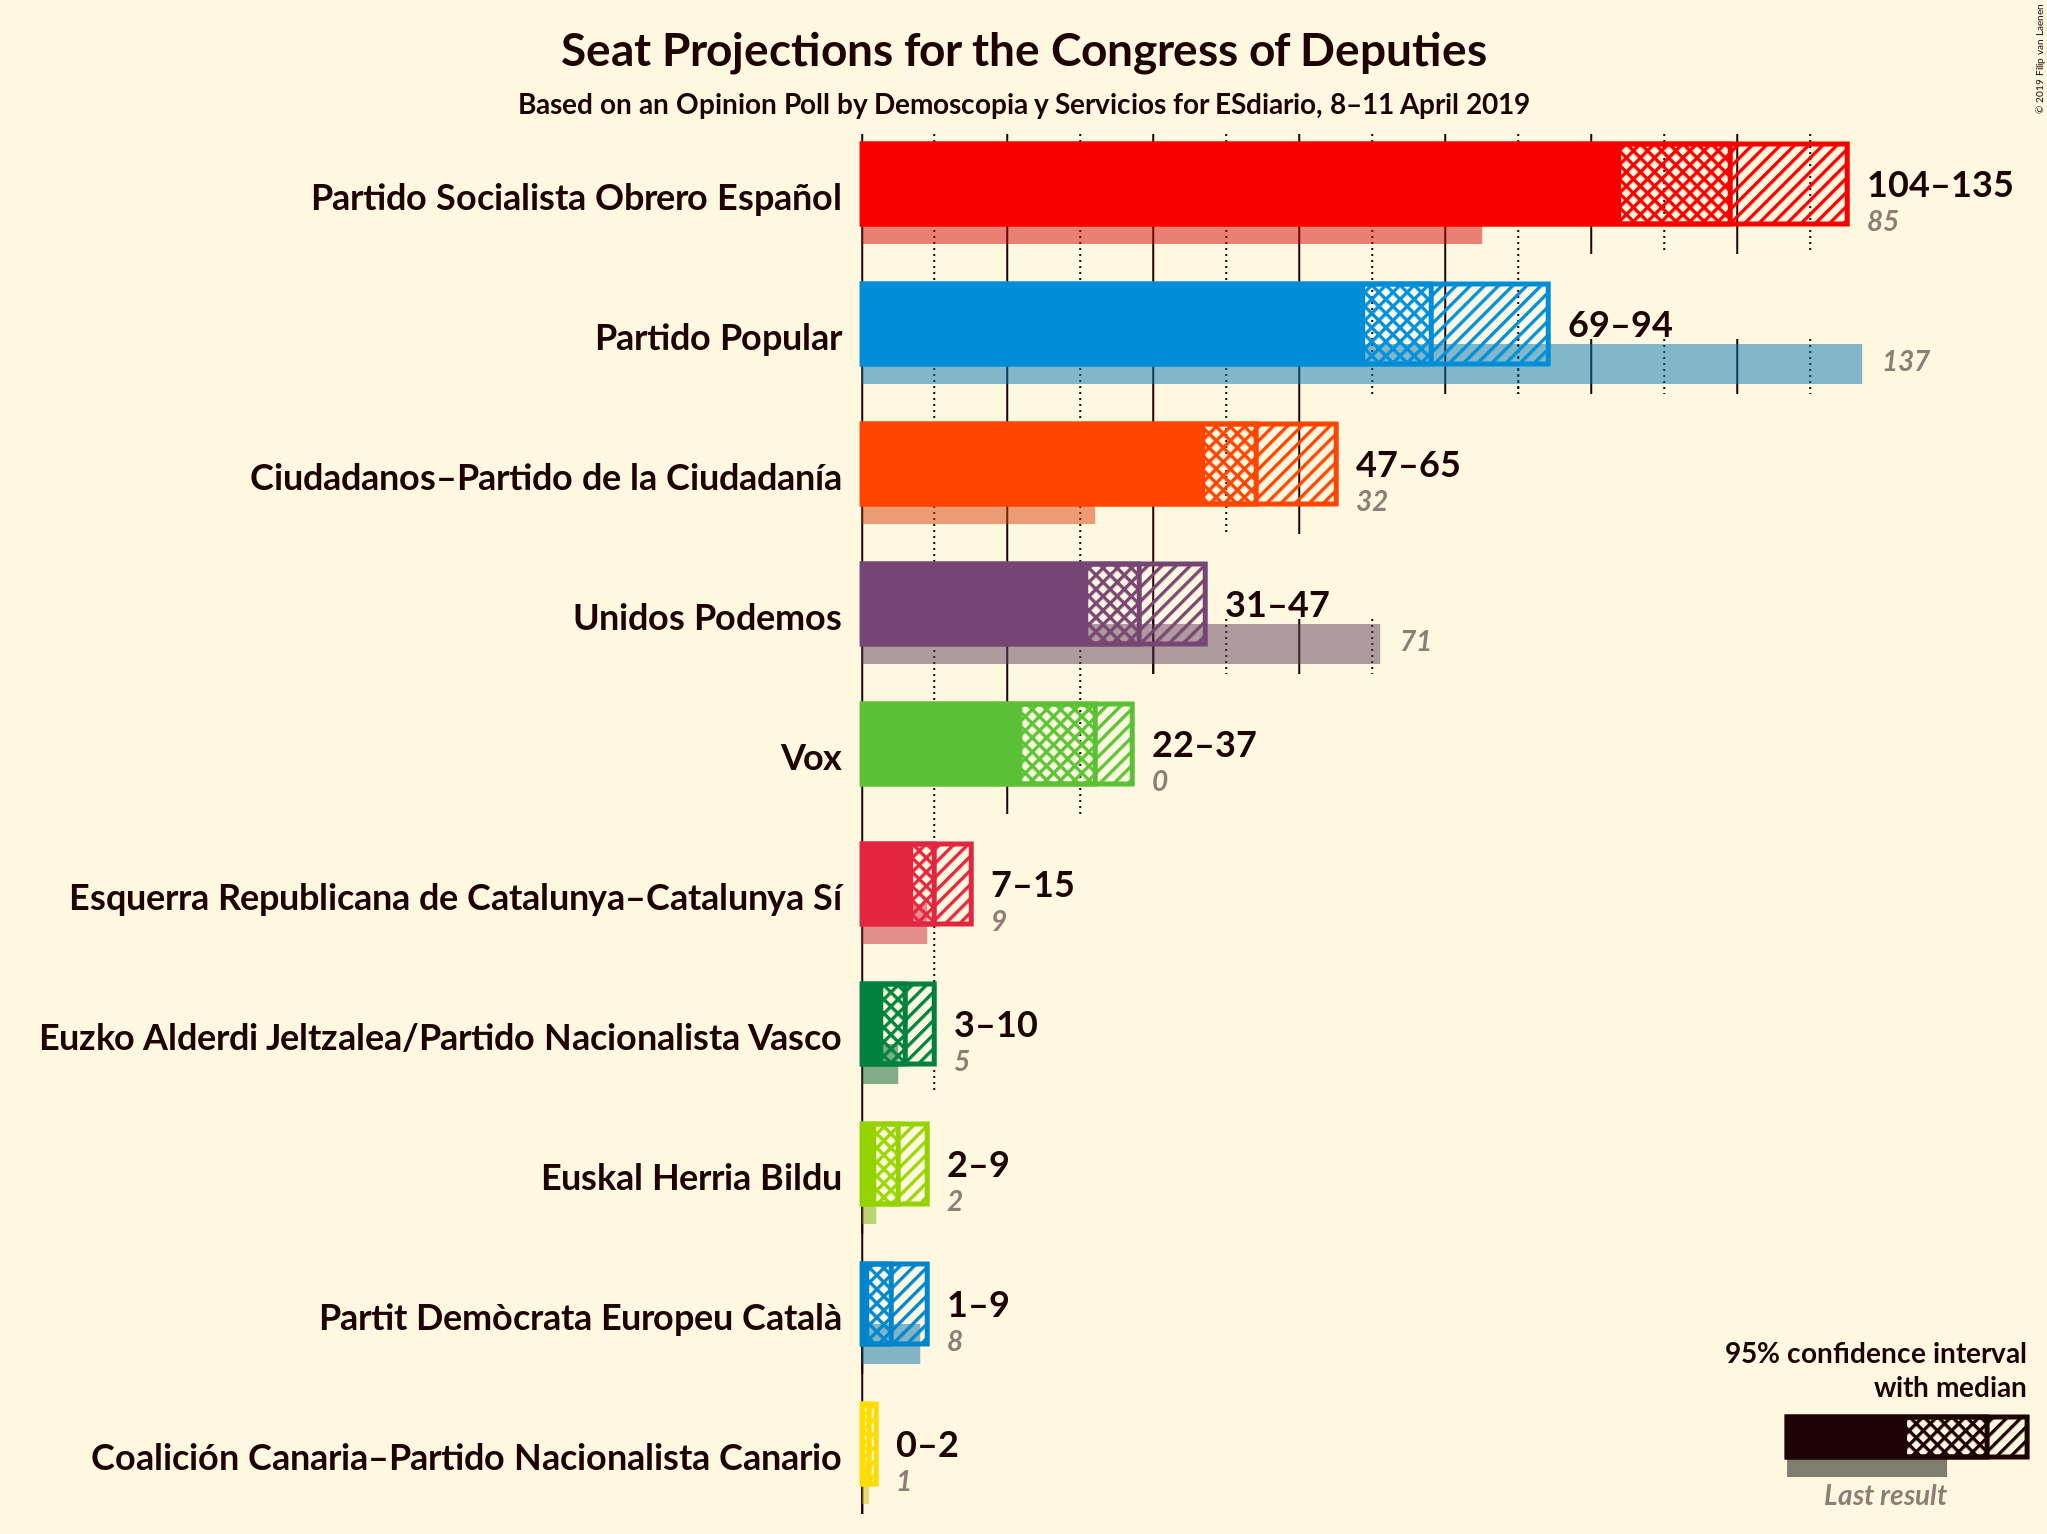 Seat Projections for the Congress of Deputies
Based on an Opinion Poll by Demoscopia y Servicios for ESdiario, 8–11 April 2019
© 2019 Filip van Laenen
Partido Socialista Obrero Español
104–135
85
Partido Popular
69–94
137
Ciudadanos–Partido de la Ciudadanía
47–65
32
Unidos Podemos
31–47
71
Vox
22–37
0
Esquerra Republicana de Catalunya–Catalunya Sí
7–15
9
Euzko Alderdi Jeltzalea/Partido Nacionalista Vasco
3–10
5
Euskal Herria Bildu
2–9
2
Partit Demòcrata Europeu Català
1–9
8
Coalición Canaria–Partido Nacionalista Canario
0–2
1
95% confidence interval
with median
Last result